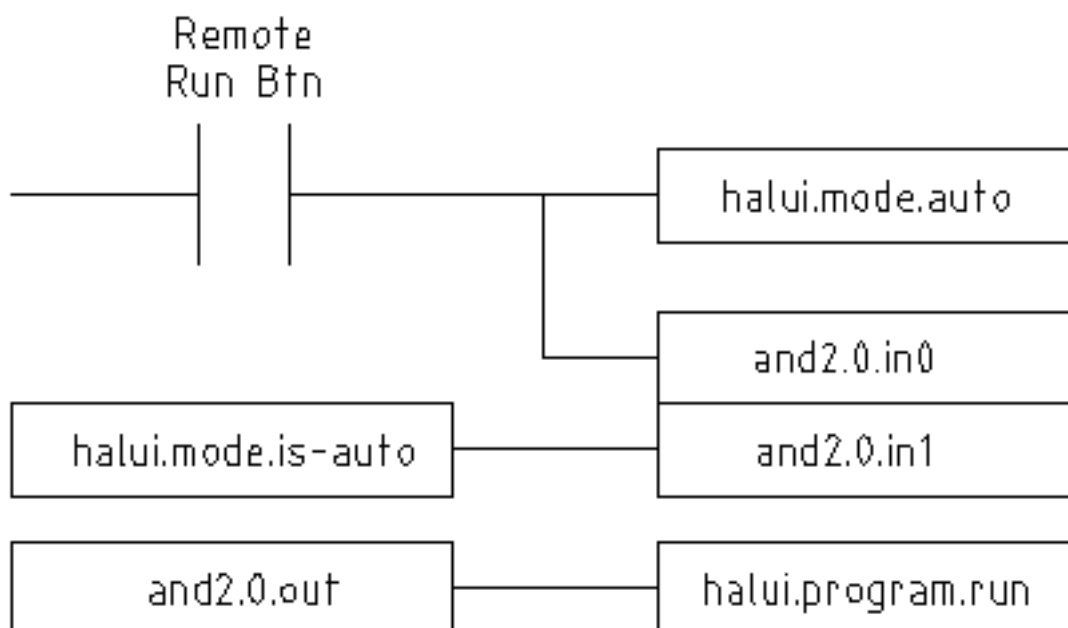 Remote
Run Btn
halui.mode.auto
and2.0.in0
halui.mode.is-auto
and2.0.in1
and2.0.out
halui.program.run